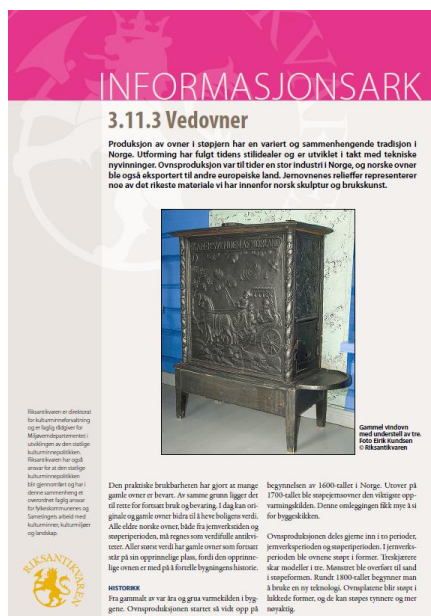 INFORMASJONSARK
3.11.3 Vedovner
Produksjon av ovner i støpjern har en variert og sammenhengende tradisjon i
Norge. Utforming har fulgt tidens stilidealer og er utviklet i takt med tekniske
nyvinninger. Ovnsproduksjon var til tider en stor industri i Norge, og norske ovner
ble også eksportert til andre europeiske land. Jernovnenes relieffer representerer
noe av det rikeste materiale vi har innenfor norsk skulptur og brukskunst.
Gammel vindovn
med understell av tre.
Foto Eirik Kundsen
© Riksantikvaren
Riksantikvaren er direktorat
for kulturminneforvaltning
og er faglig rådgiver for
Miljøverndepartementet i
utviklingen av den statlige
kulturminnepolitikken.
Riksantikvaren har også
ansvar for at den statlige
kulturminnepolitikken
blir gjennomført og har i
denne sammenheng et
overordnet faglig ansvar
for fylkeskommunenes og
Sametingets arbeid med
kulturminner, kulturmiljøer
og landskap.
RIKSANTIKVAREN
Den praktiske brukbarheten har gjort at mange
gamle ovner er bevart. Av samme grunn ligger det
til rette for fortsatt bruk og bevaring. I dag kan ori-
ginale og gamle ovner bidra til å heve boligens verdi.
Alle eldre norske ovner, både fra jernverkstiden og
støperiperioden, må regnes som verdifulle antikvi-
teter. Aller størst verdi har gamle ovner som fortsatt
står på sin opprinnelige plass, fordi den opprinne-
lige ovnen er med på å fortelle bygningens historie.
HISTORIKK
Fra gammalt av var åra og grua varmekilden i byg-
gene. Ovnsproduksjonen startet så vidt opp på
begynnelsen av 1600-tallet i Norge. Utover på
1700-tallet ble støpejernsovner den viktigste opp-
varmingskilden. Denne omleggingen fikk mye å si
for byggeskikken.
Ovnsproduksjonen deles gjerne inn i to perioder,
jernverksperioden og støperiperioden. I jernverks-
perioden ble ovnene støpt i former. Treskjærere
skar modeller i tre. Mønstret ble overført til sand
i støpeformen. Rundt 1800-tallet begynner man
å bruke en ny teknologi. Ovnsplatene blir støpt i
lukkede former, og de kan støpes tynnere og mer
nøyaktig.